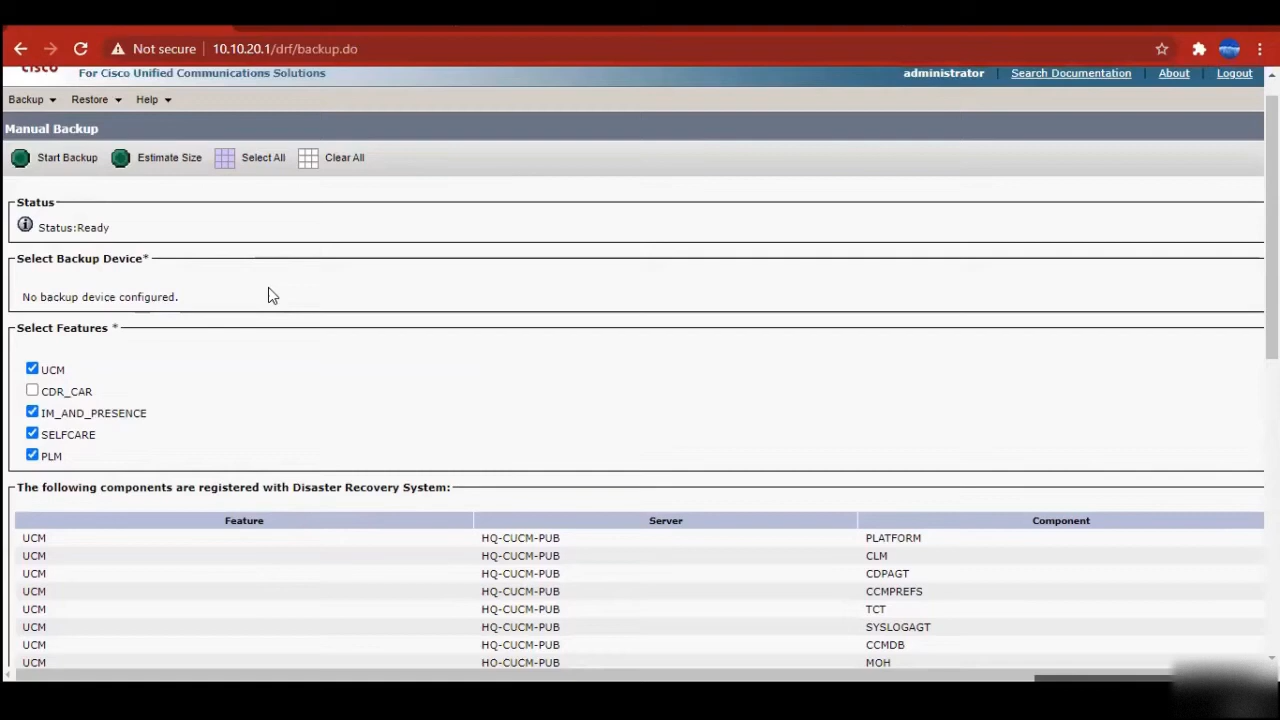 Not secure 10.10.20.1/drf/backup.do
cisco For Cisco Unified Communications Solutions administrator Search Documentation About Logout
Backup Restore Help
Manual Backup
Start Backup Estimate Size Select All Clear All
Status
Status:Ready
Select Backup Device*
No backup device configured.
Select Features *
UCM
CDR_CAR
IM_AND_PRESENCE
SELFCARE
PLM
The following components are registered with Disaster Recovery System:
Feature Server Component
UCM HQ-CUCM-PUB PLATFORM
UCM HQ-CUCM-PUB CLM
UCM HQ-CUCM-PUB CDPAGT
UCM HQ-CUCM-PUB CCMPREFS
UCM HQ-CUCM-PUB TCT
UCM HQ-CUCM-PUB SYSLOGAGT
UCM HQ-CUCM-PUB CCMDB
UCM HQ-CUCM-PUB MOH